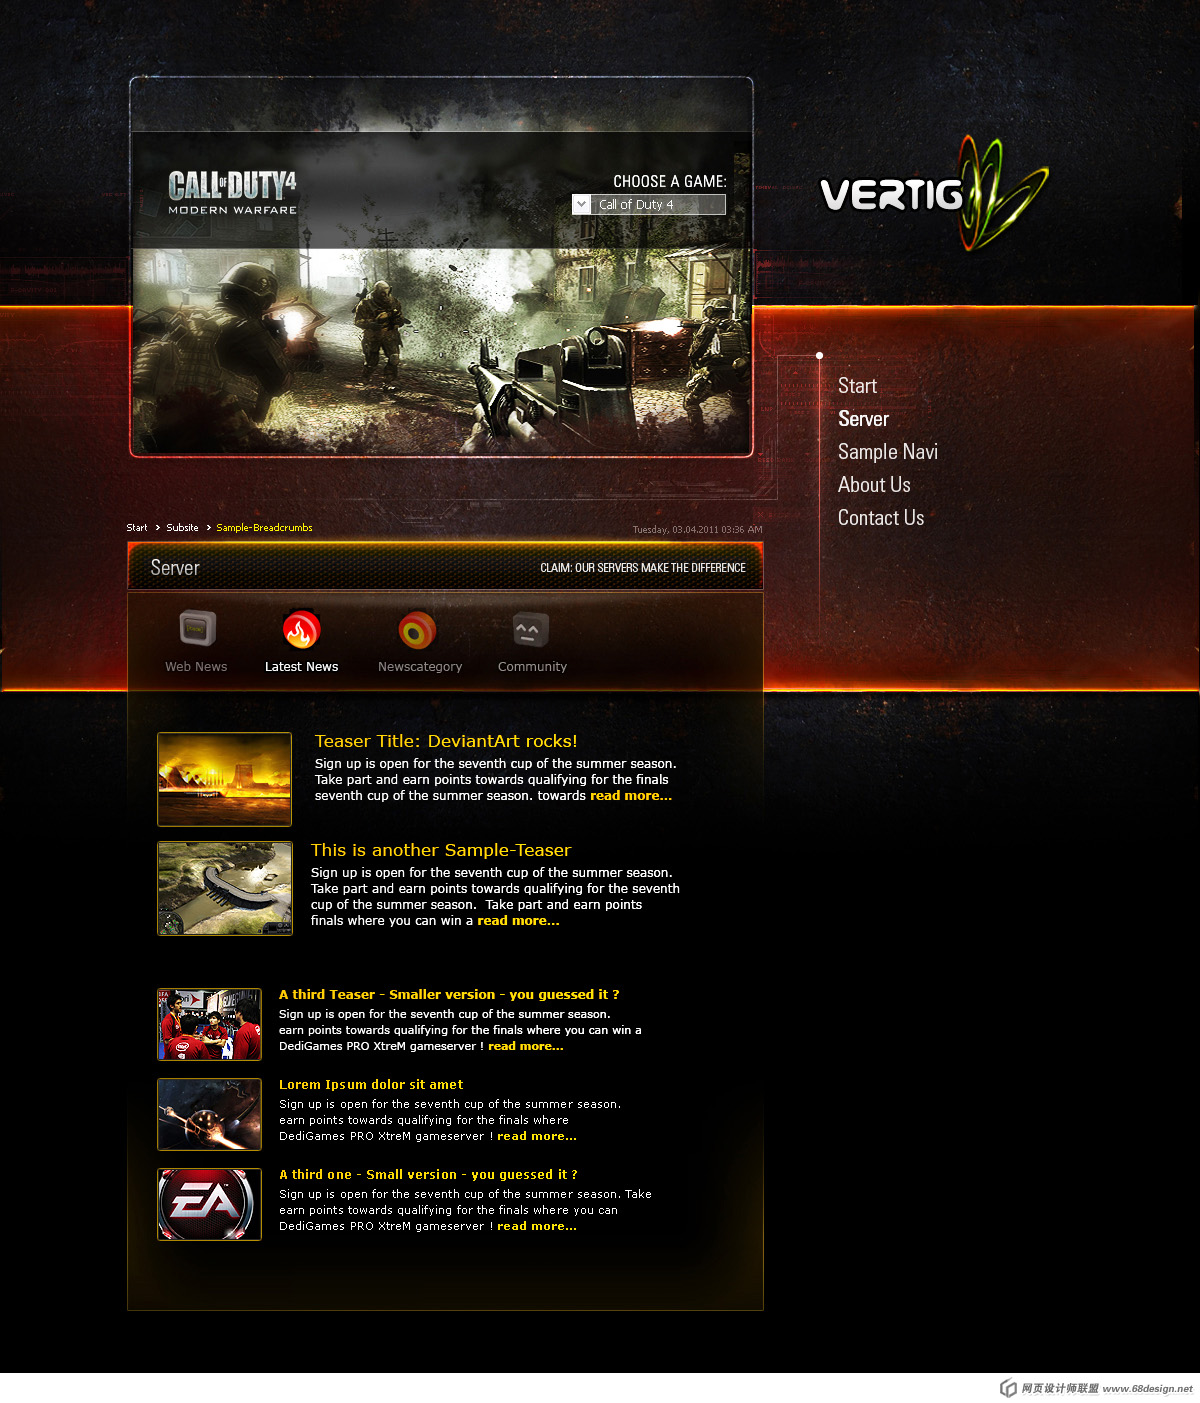 CALL OF DUTY 4
MODERN WARFARE
CHOOSE A GAME:
Call of Duty 4
VERTIG
Start
Server
Sample Navi
About Us
Contact Us
Start > Subsite > Sample-Breadcrumbs
Tuesday, 03.04.2011 03:36 AM
Server
CLAIM: OUR SERVERS MAKE THE DIFFERENCE
Web News
Latest News
Newscategory
Community
Teaser Title: DeviantArt rocks!
Sign up is open for the seventh cup of the summer season.
Take part and earn points towards qualifying for the finals
seventh cup of the summer season. towards read more...
This is another Sample-Teaser
Sign up is open for the seventh cup of the summer season.
Take part and earn points towards qualifying for the seventh
cup of the summer season.  Take part and earn points
finals where you can win a read more...
A third Teaser - Smaller version - you guessed it ?
Sign up is open for the seventh cup of the summer season.
earn points towards qualifying for the finals where you can win a
DediGames PRO XtreM gameserver ! read more...
Lorem Ipsum dolor sit amet
Sign up is open for the seventh cup of the summer season.
earn points towards qualifying for the finals where
DediGames PRO XtreM gameserver ! read more...
A third one - Small version - you guessed it ?
Sign up is open for the seventh cup of the summer season. Take
earn points towards qualifying for the finals where you can
DediGames PRO XtreM gameserver ! read more...
EA
intel
网页设计师联盟 www.68design.net